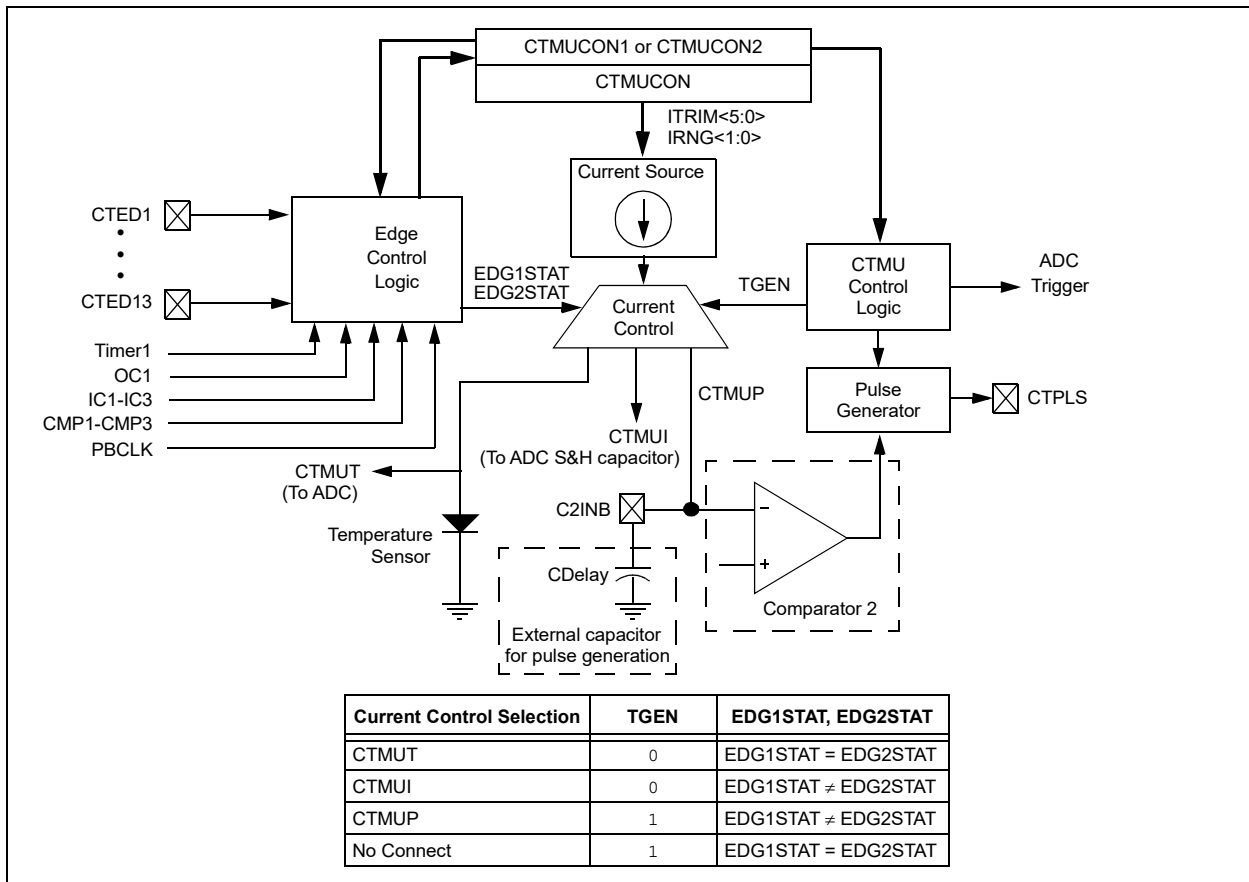 CTMUCON1 or CTMUCON2
CTMUCON
ITRIM<5:0>
IRNG<1:0>
Current Source
CTED1
CTED13
Edge
Control
Logic
EDG1STAT
EDG2STAT
Current
Control
TGEN
CTMU
Control
Logic
ADC
Trigger
Timer1
OC1
IC1-IC3
CMP1-CMP3
PBCLK
CTMUP
Pulse
Generator
CTPLS
CTMUI
(To ADC S&H capacitor)
CTMUT
(To ADC)
C2INB
Temperature
Sensor
CDelay
External capacitor
for pulse generation
–
+
Comparator 2
Current Control Selection TGEN EDG1STAT, EDG2STAT
CTMUT 0 EDG1STAT = EDG2STAT
CTMUI 0 EDG1STAT ≠ EDG2STAT
CTMUP 1 EDG1STAT ≠ EDG2STAT
No Connect 1 EDG1STAT = EDG2STAT